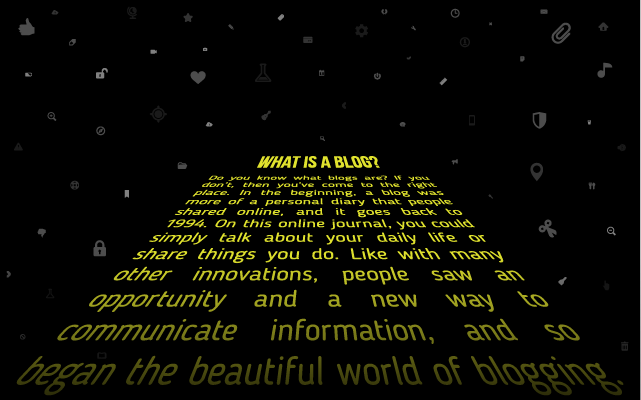 WHAT IS A BLOG?
Do you know what blogs are? If you
don't, then you've come to the right
place. In the beginning, a blog was
more of a personal diary that people
shared online, and it goes back to
1994. On this online journal, you could
simply talk about your daily life or
share things you do. Like with many
other innovations, people saw an
opportunity and a new way to
communicate information, and so
began the beautiful world of blogging.